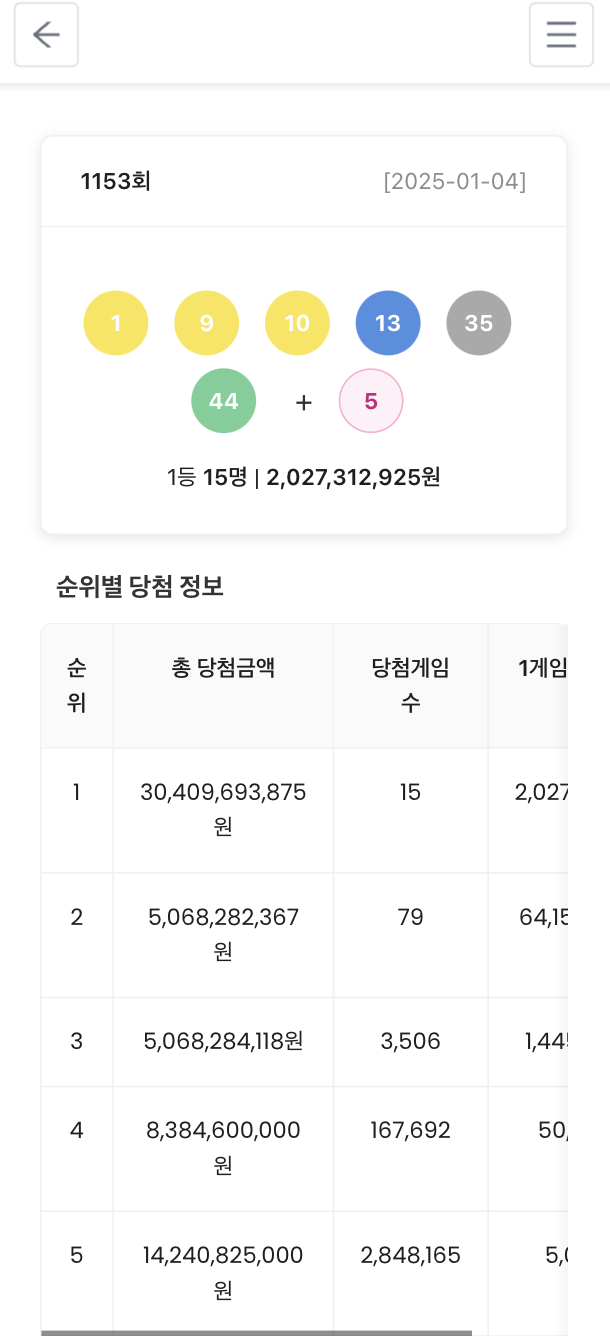 1153회 [2025-01-04]
1 9 10 13 35
44 + 5
1등 15명 | 2,027,312,925원
순위별 당첨 정보
순위 총 당첨금액 당첨게임수 1게임
1 30,409,693,875원 15 2,027
2 5,068,282,367원 79 64,15
3 5,068,284,118원 3,506 1,44
4 8,384,600,000원 167,692 50,
5 14,240,825,000원 2,848,165 5,0